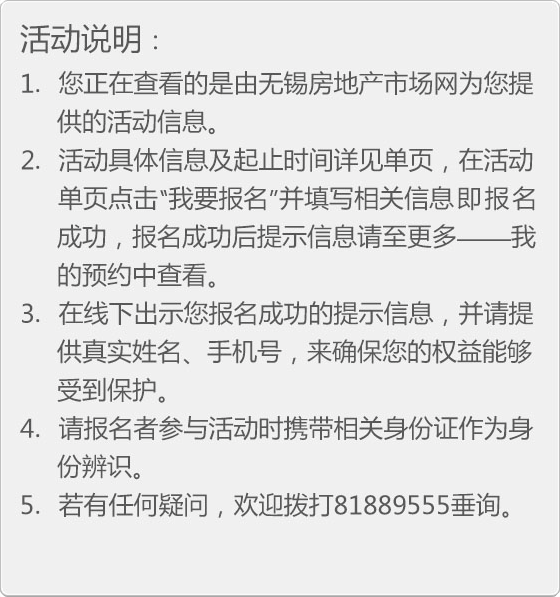 活动说明：
1. 您正在查看的是由无锡房地产市场网为您提
供的活动信息。
2. 活动具体信息及起止时间详见单页，在活动
单页点击“我要报名”并填写相关信息即报名
成功，报名成功后提示信息请至更多——我
的预约中查看。
3. 在线下出示您报名成功的提示信息，并请提
供真实姓名、手机号，来确保您的权益能够
受到保护。
4. 请报名者参与活动时携带相关身份证作为身
份辨识。
5. 若有任何疑问，欢迎拨打81889555垂询。